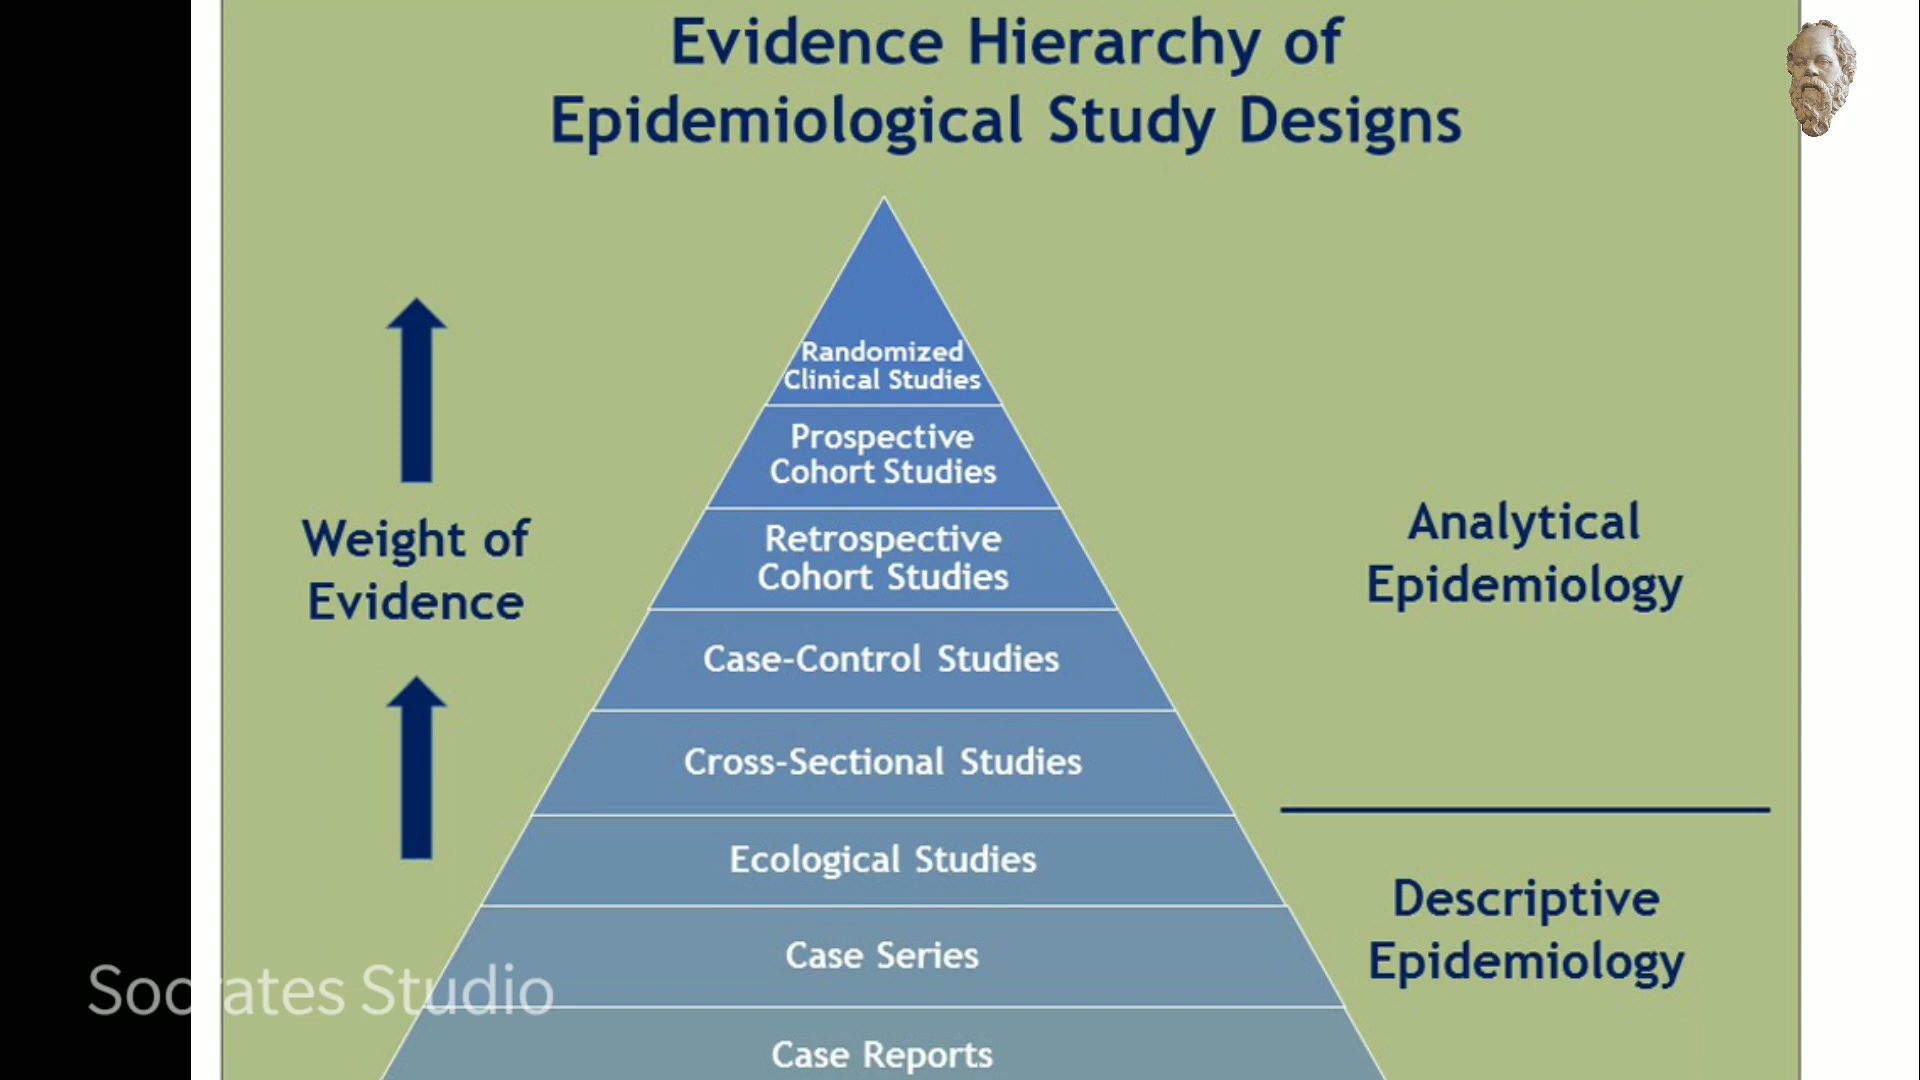 Evidence Hierarchy of
Epidemiological Study Designs
Randomized
Clinical Studies
Prospective
Cohort Studies
Retrospective
Cohort Studies
Case-Control Studies
Cross-Sectional Studies
Ecological Studies
Case Series
Case Reports
Weight of
Evidence
Analytical
Epidemiology
Descriptive
Epidemiology
Socrates Studio